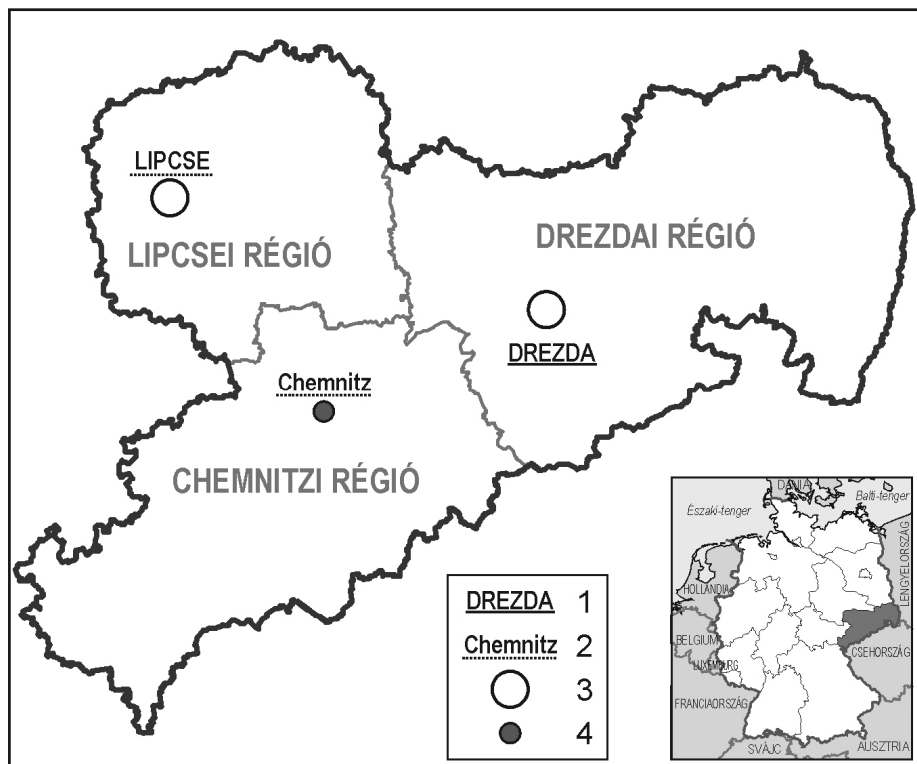 LIPCSE
LIPCSEI RÉGIÓ
DREZDAI RÉGIÓ
DREZDA
Chemnitz
CHEMNITZI RÉGIÓ
DREZDA 1
Chemnitz 2
3
4
DÁNIA
Északi-tenger
Balti-tenger
LENGYELORSZÁG
HOLLANDIA
BELGIUM
LUXEMBURG
CSEHORSZÁG
FRANCIAORSZÁG
SVÁJC
AUSZTRIA